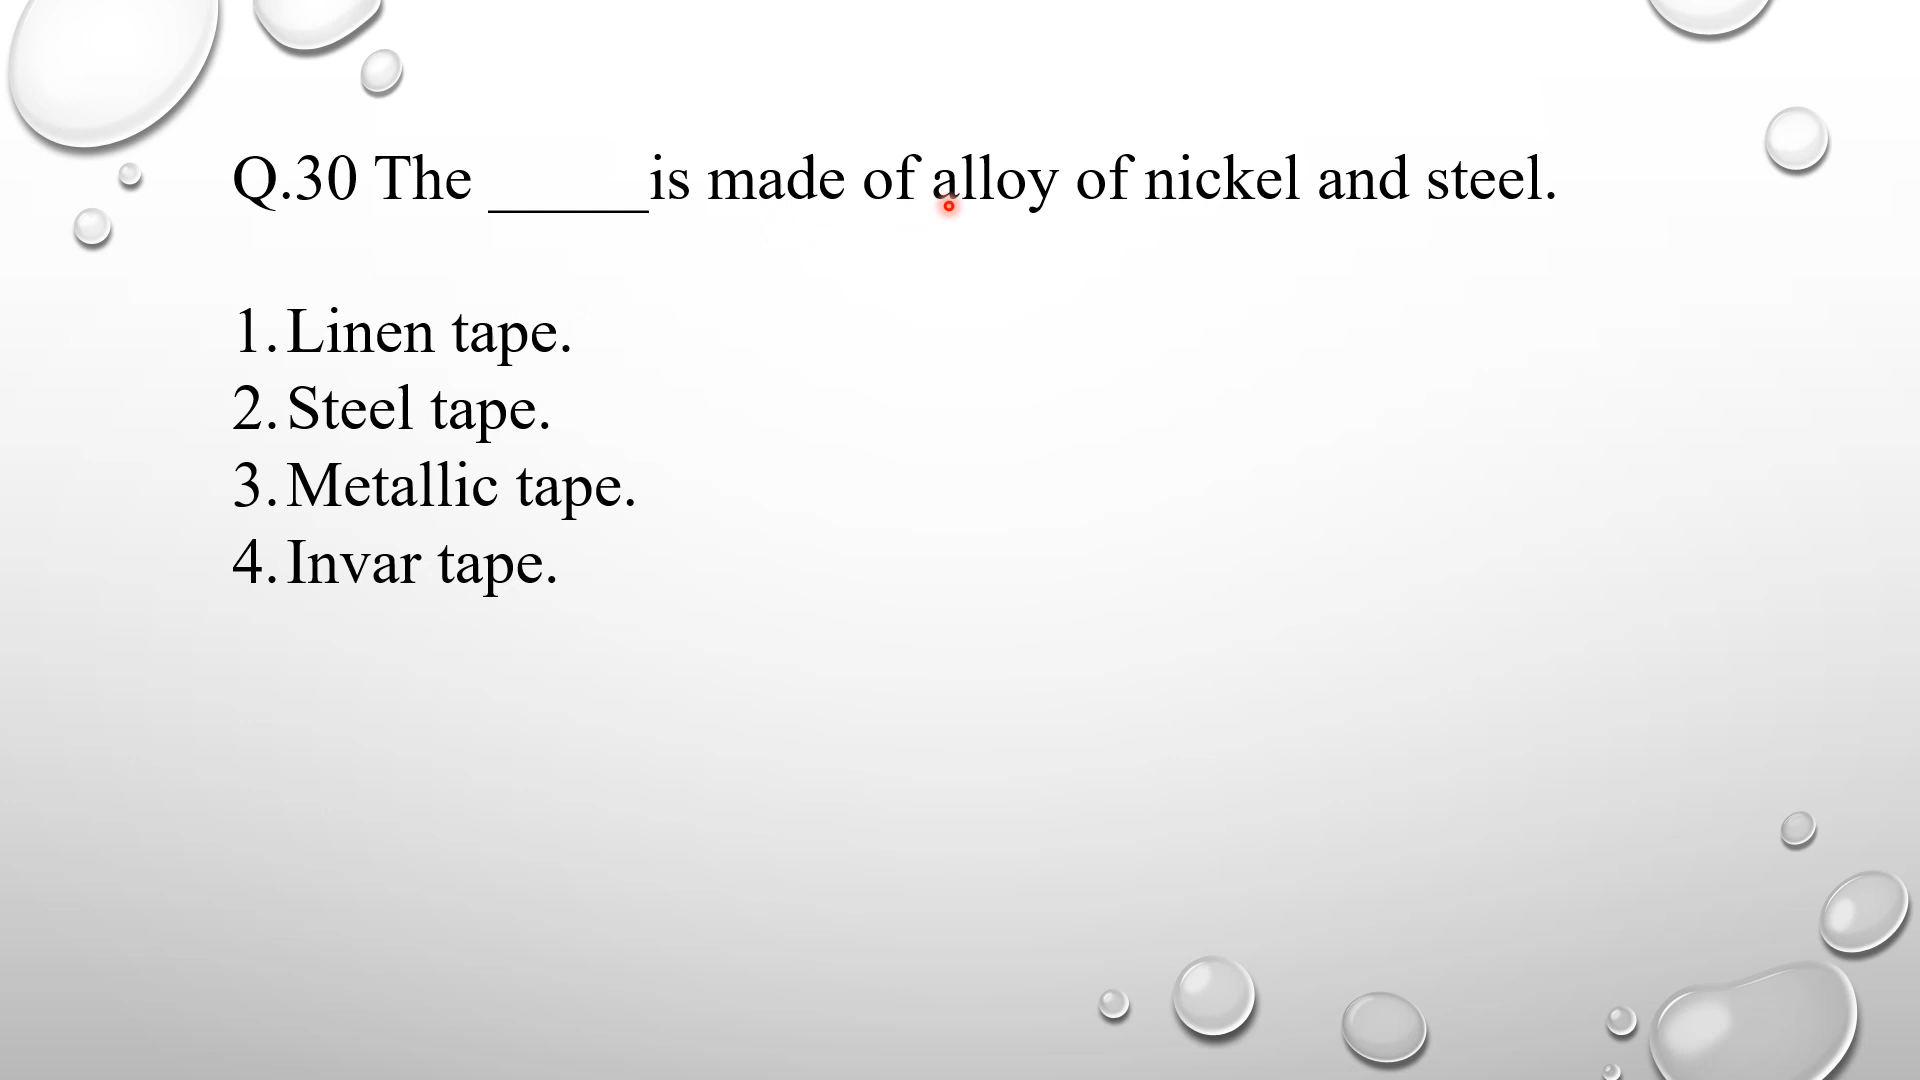 Q.30 The _____is made of alloy of nickel and steel.
1. Linen tape.
2. Steel tape.
3. Metallic tape.
4. Invar tape.